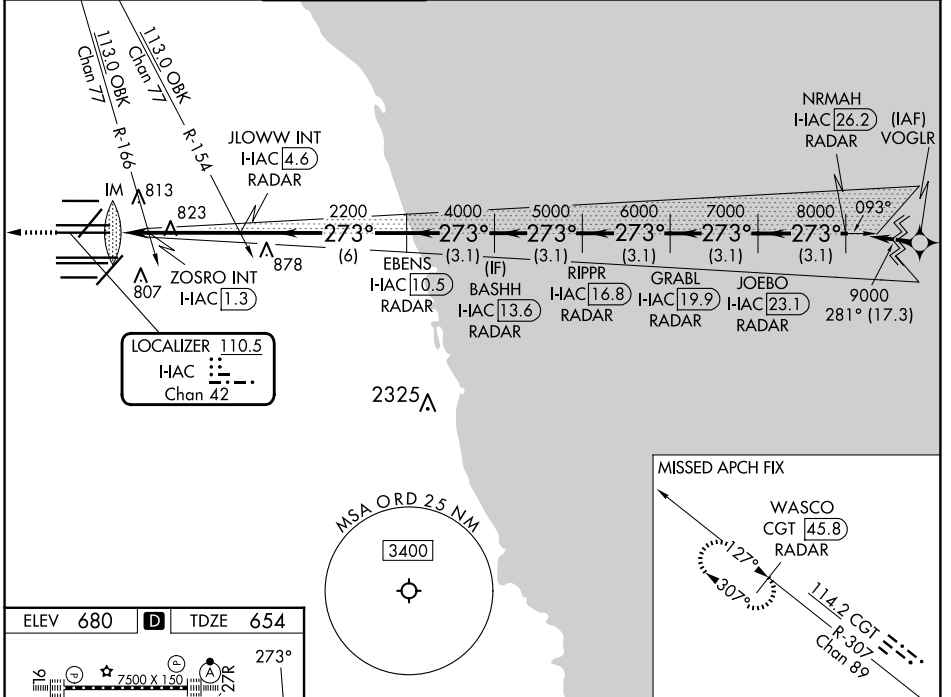 113.0 OBK
Chan 77
R-166
113.0 OBK
Chan 77
R-154
JLOWW INT
I-IAC 4.6
RADAR
NRMAH
I-IAC 26.2
RADAR
(IAF)
VOGLR
IM
813
823
878
807
ZOSRO INT
I-IAC 1.3
2200
273°
(6)
4000
273°
(3.1)
5000
273°
(3.1)
6000
273°
(3.1)
7000
273°
(3.1)
8000
273°
(3.1)
093°
9000
281° (17.3)
EBENS
I-IAC 10.5
RADAR
(IF)
BASHH
I-IAC 13.6
RADAR
RIPPR
I-IAC 16.8
RADAR
GRABL
I-IAC 19.9
RADAR
JOEBO
I-IAC 23.1
RADAR
LOCALIZER 110.5
I-IAC
Chan 42
2325
MSA ORD 25 NM
3400
MISSED APCH FIX
WASCO
CGT 45.8
RADAR
127°
307°
114.2 CGT
R-307
Chan 89
ELEV 680 D TDZE 654
273°
9L
P
7500 X 150
P
A
27R